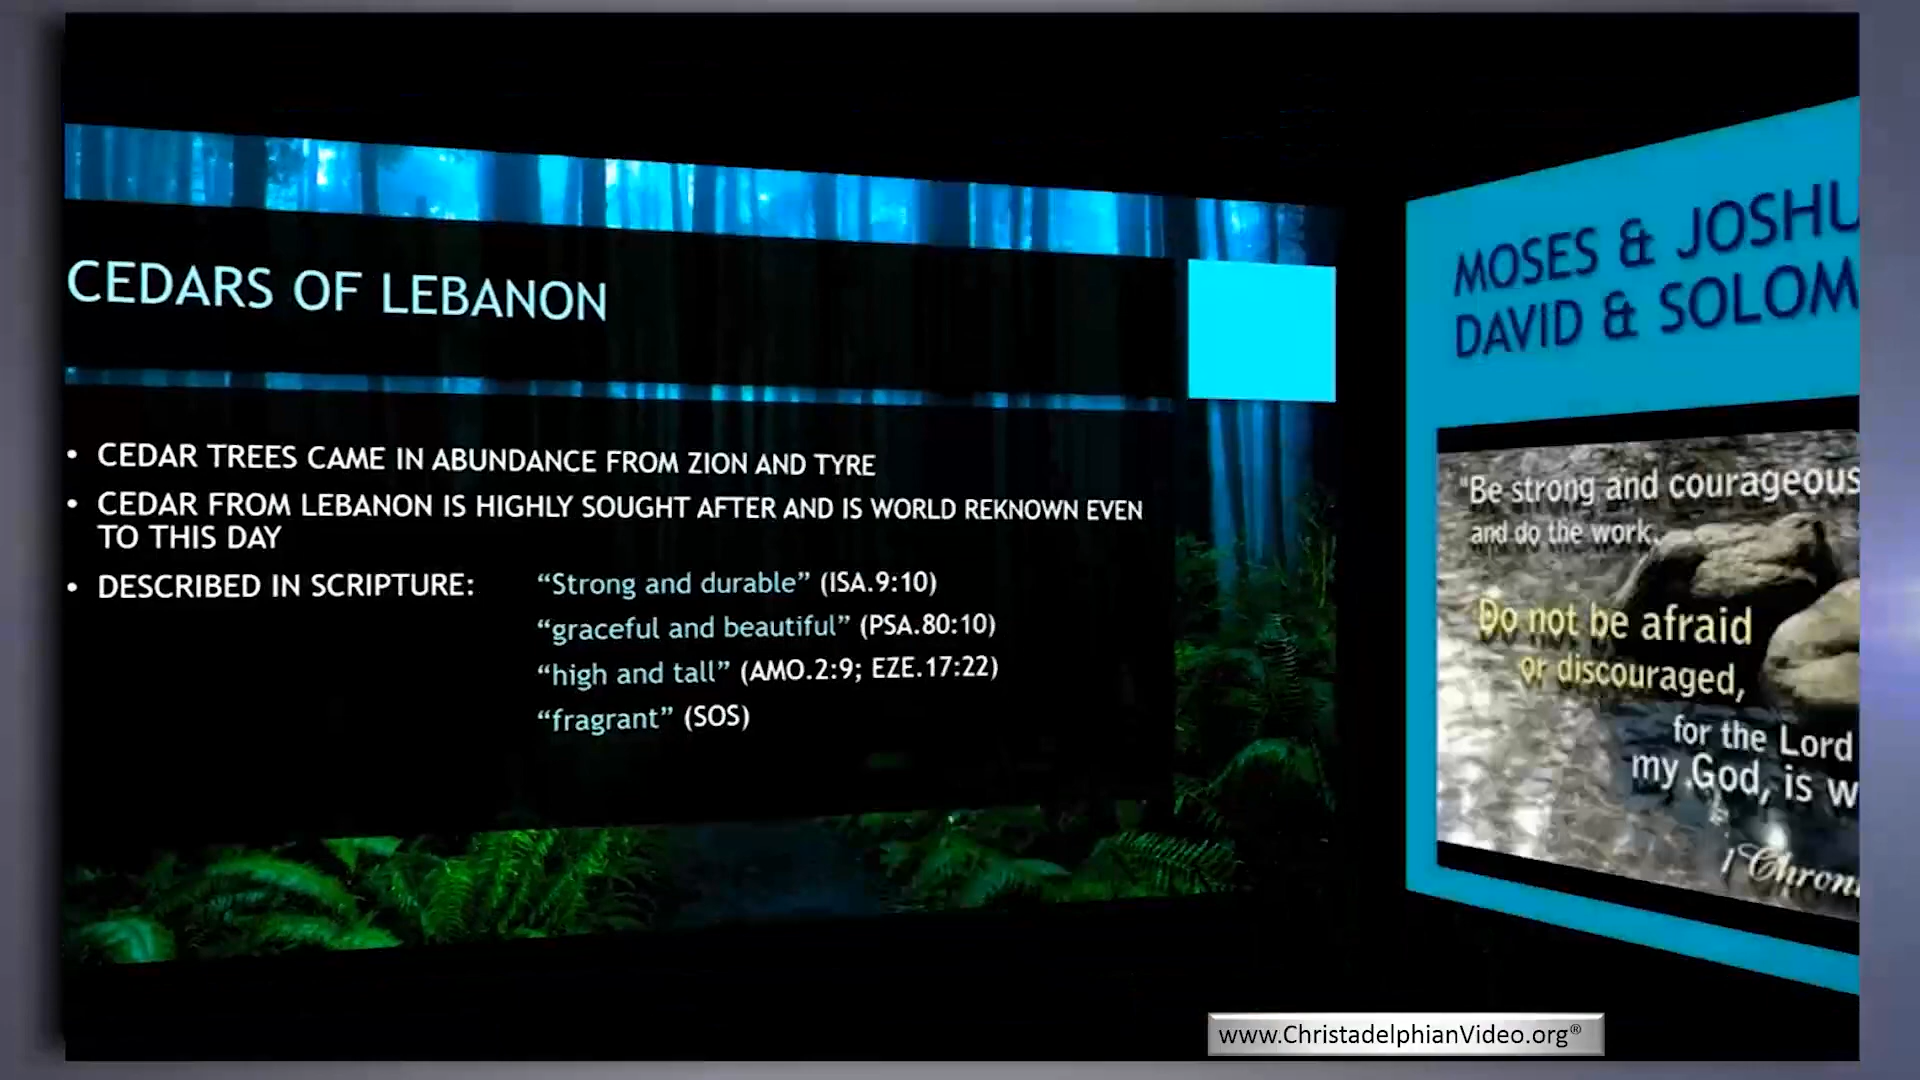 CEDARS OF LEBANON
• CEDAR TREES CAME IN ABUNDANCE FROM ZION AND TYRE
• CEDAR FROM LEBANON IS HIGHLY SOUGHT AFTER AND IS WORLD REKNOWN EVEN
TO THIS DAY
• DESCRIBED IN SCRIPTURE: “Strong and durable” (ISA.9:10)
“graceful and beautiful” (PSA.80:10)
“high and tall” (AMO.2:9; EZE.17:22)
“fragrant” (SOS)
MOSES & JOSHU
DAVID & SOLOM
"Be strong and courageous
and do the work.
Do not be afraid
or discouraged,
for the Lord
my God, is w
1 Chron
www.ChristadelphianVideo.org®